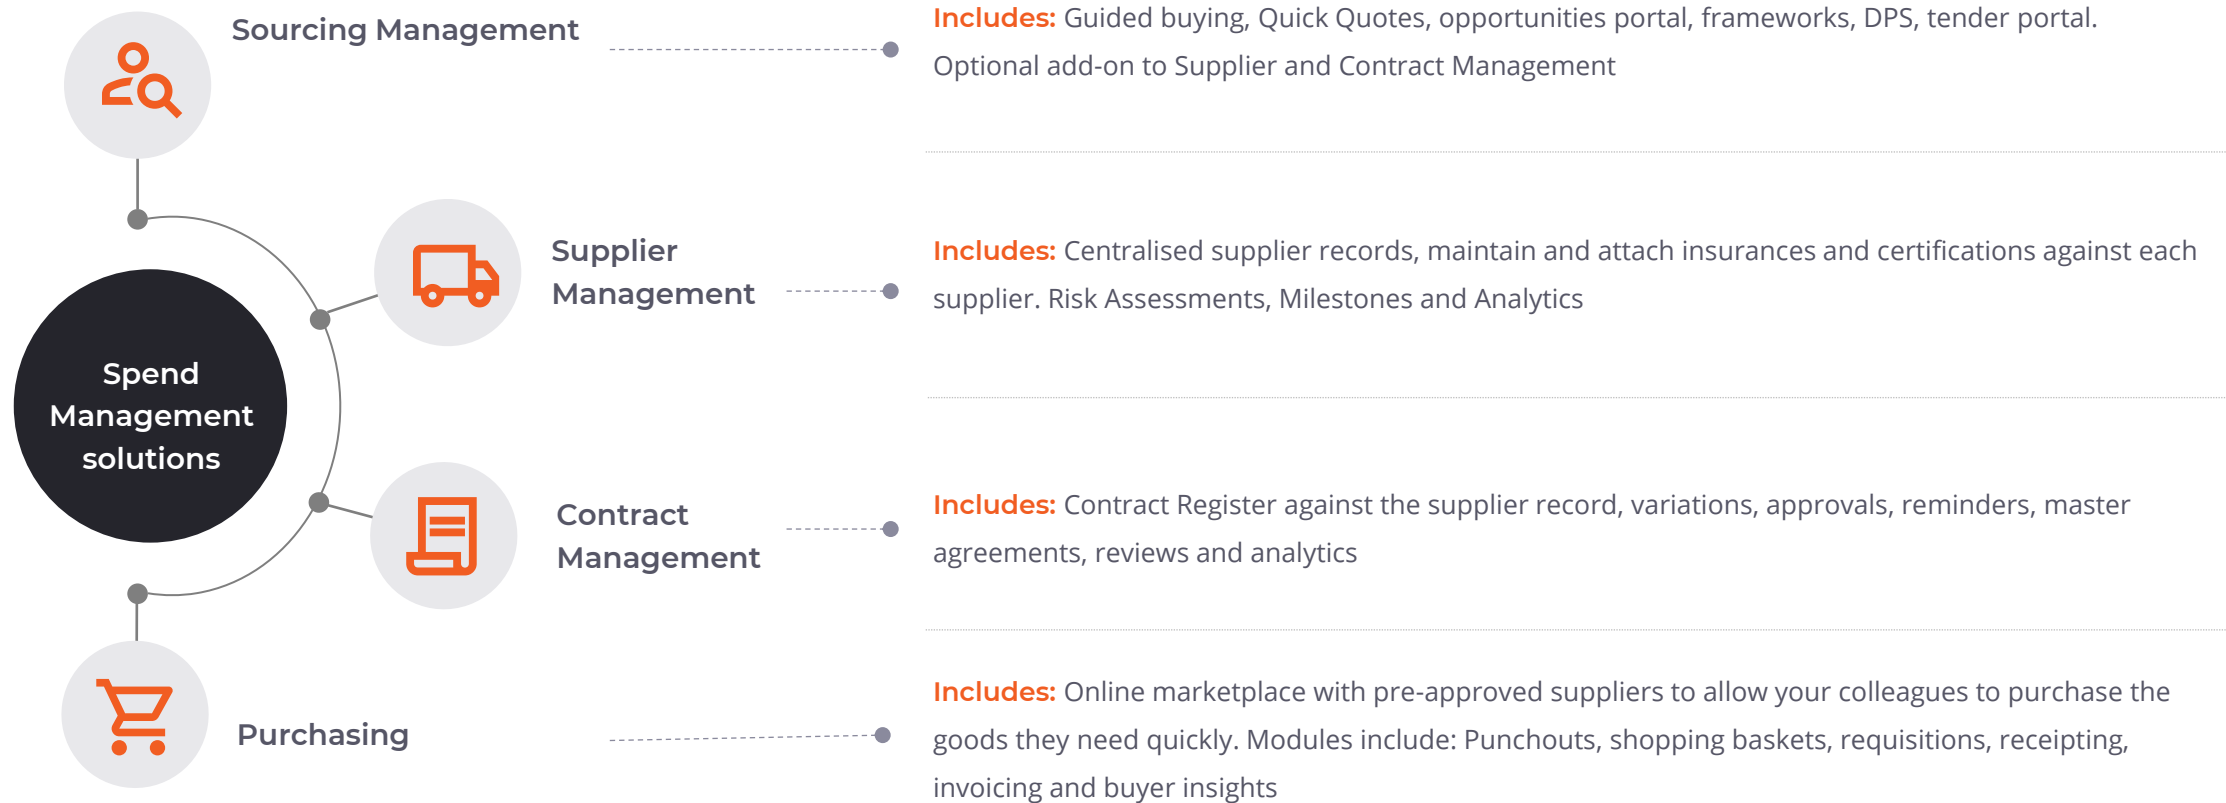 Sourcing Management
Includes: Guided buying, Quick Quotes, opportunities portal, frameworks, DPS, tender portal.
Optional add-on to Supplier and Contract Management
Supplier
Management
Includes: Centralised supplier records, maintain and attach insurances and certifications against each
supplier. Risk Assessments, Milestones and Analytics
Spend
Management
solutions
Contract
Management
Includes: Contract Register against the supplier record, variations, approvals, reminders, master
agreements, reviews and analytics
Purchasing
Includes: Online marketplace with pre-approved suppliers to allow your colleagues to purchase the
goods they need quickly. Modules include: Punchouts, shopping baskets, requisitions, receipting,
invoicing and buyer insights